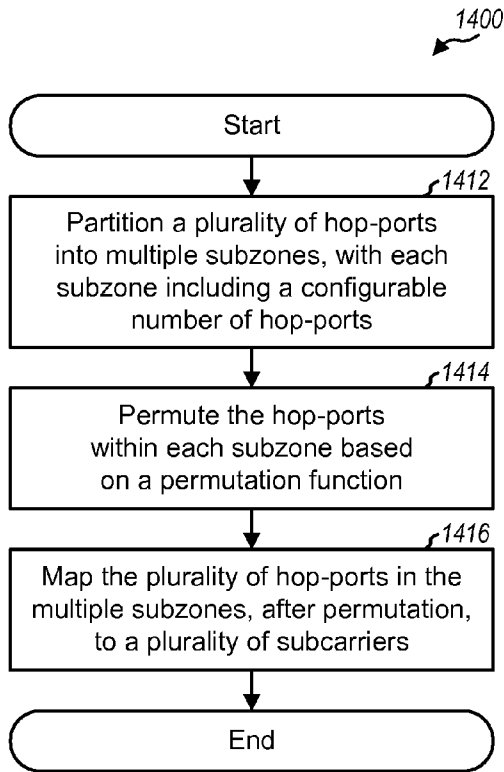 1400
Start
1412
Partition a plurality of hop-ports
into multiple subzones, with each
subzone including a configurable
number of hop-ports
1414
Permute the hop-ports
within each subzone based
on a permutation function
1416
Map the plurality of hop-ports in the
multiple subzones, after permutation,
to a plurality of subcarriers
End